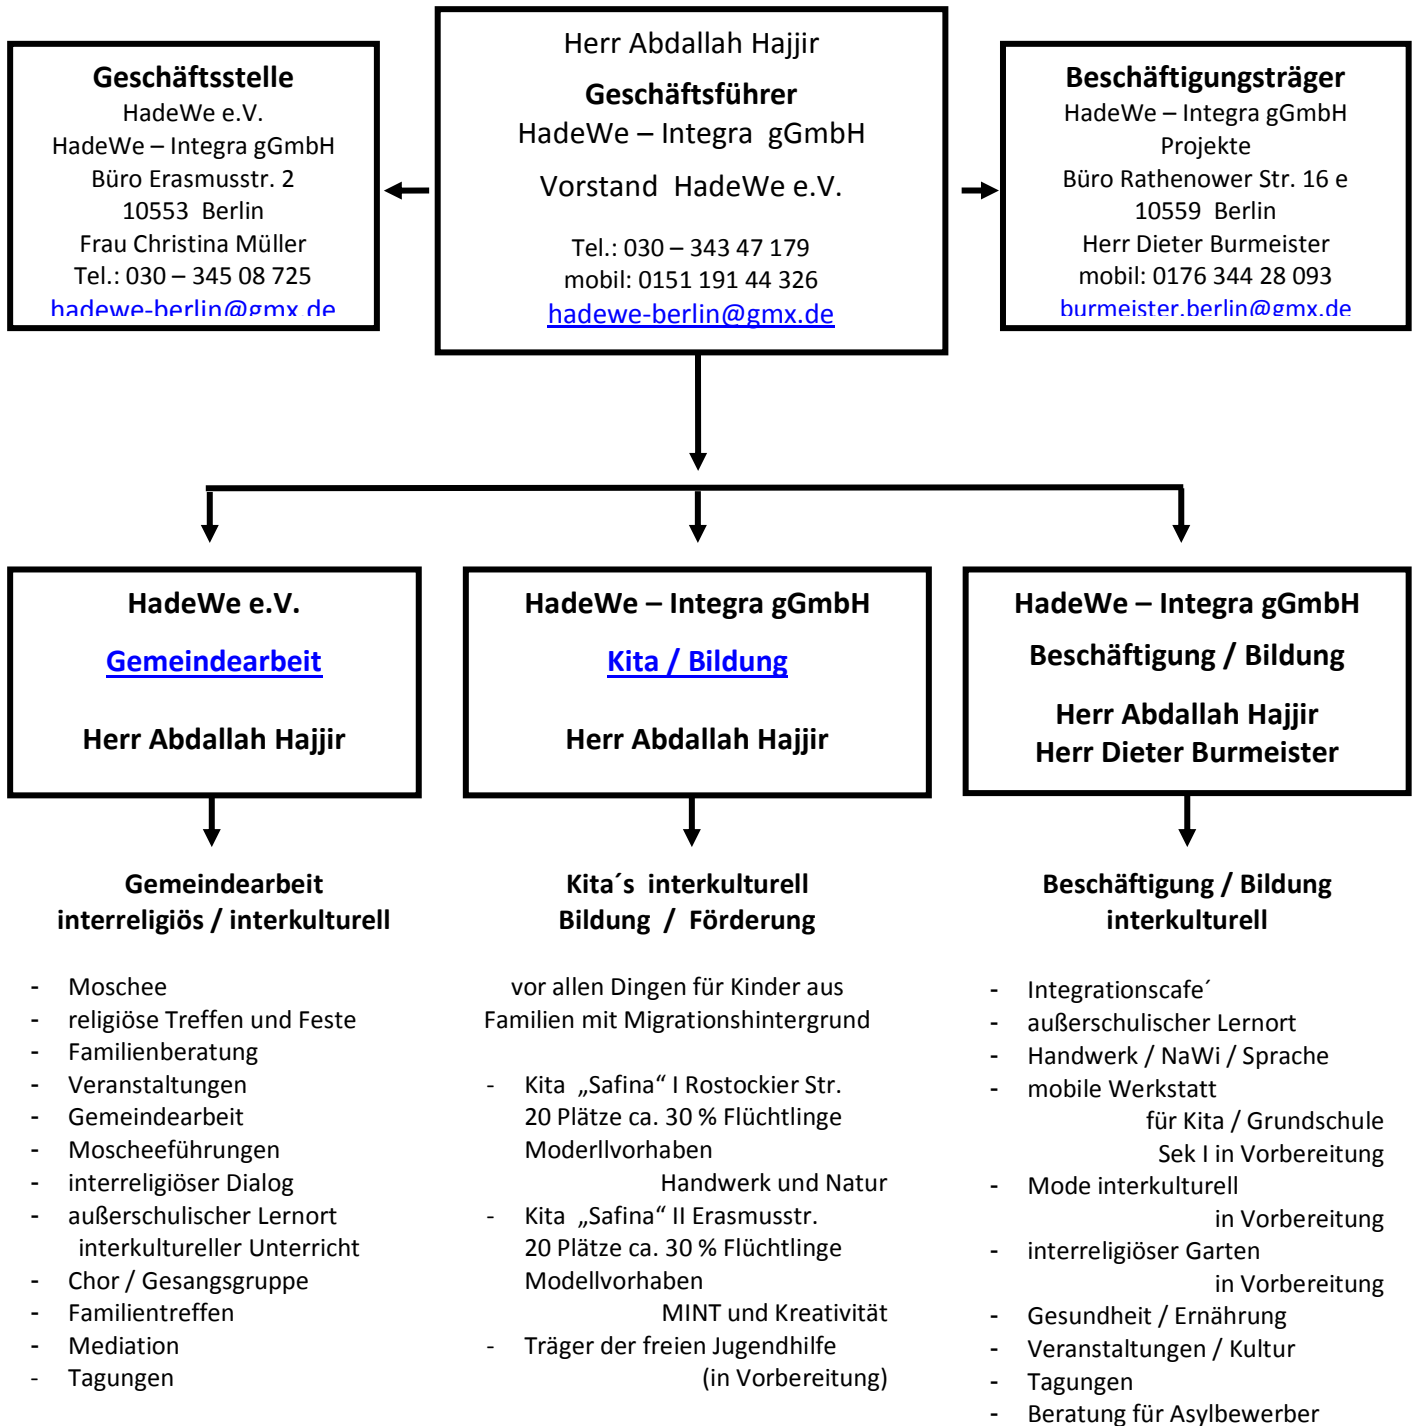 Geschäftsstelle
HadeWe e.V.
HadeWe – Integra gGmbH
Büro Erasmusstr. 2
10553 Berlin
Frau Christina Müller
Tel.: 030 – 345 08 725
hadewe-berlin@gmx.de
Herr Abdallah Hajjir
Geschäftsführer
HadeWe – Integra gGmbH
Vorstand HadeWe e.V.
Tel.: 030 – 343 47 179
mobil: 0151 191 44 326
hadewe-berlin@gmx.de
Beschäftigungsträger
HadeWe – Integra gGmbH
Projekte
Büro Rathenower Str. 16 e
10559 Berlin
Herr Dieter Burmeister
mobil: 0176 344 28 093
burmeister.berlin@gmx.de
HadeWe e.V.
Gemeindearbeit
Herr Abdallah Hajjir
HadeWe – Integra gGmbH
Kita / Bildung
Herr Abdallah Hajjir
HadeWe – Integra gGmbH
Beschäftigung / Bildung
Herr Abdallah Hajjir
Herr Dieter Burmeister
Gemeindearbeit
interreligiös / interkulturell
- Moschee
- religiöse Treffen und Feste
- Familienberatung
- Veranstaltungen
- Gemeindearbeit
- Moscheeführungen
- interreligiöser Dialog
- außerschulischer Lernort
interkultureller Unterricht
- Chor / Gesangsgruppe
- Familientreffen
- Mediation
- Tagungen
Kita´s interkulturell
Bildung / Förderung
vor allen Dingen für Kinder aus
Familien mit Migrationshintergrund
- Kita „Safina“ I Rostockier Str.
20 Plätze ca. 30 % Flüchtlinge
Moderllvorhaben
Handwerk und Natur
- Kita „Safina“ II Erasmusstr.
20 Plätze ca. 30 % Flüchtlinge
Modellvorhaben
MINT und Kreativität
- Träger der freien Jugendhilfe
(in Vorbereitung)
Beschäftigung / Bildung
interkulturell
- Integrationscafe´
- außerschulischer Lernort
- Handwerk / NaWi / Sprache
- mobile Werkstatt
für Kita / Grundschule
Sek I in Vorbereitung
- Mode interkulturell
in Vorbereitung
- interreligiöser Garten
in Vorbereitung
- Gesundheit / Ernährung
- Veranstaltungen / Kultur
- Tagungen
- Beratung für Asylbewerber